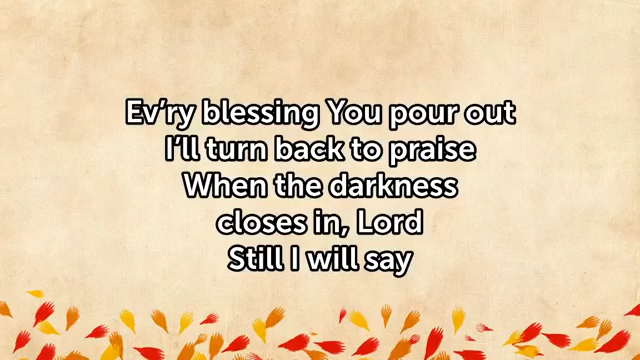 Ev'ry blessing You pour out
I'll turn back to praise
When the darkness
closes in, Lord
Still I will say